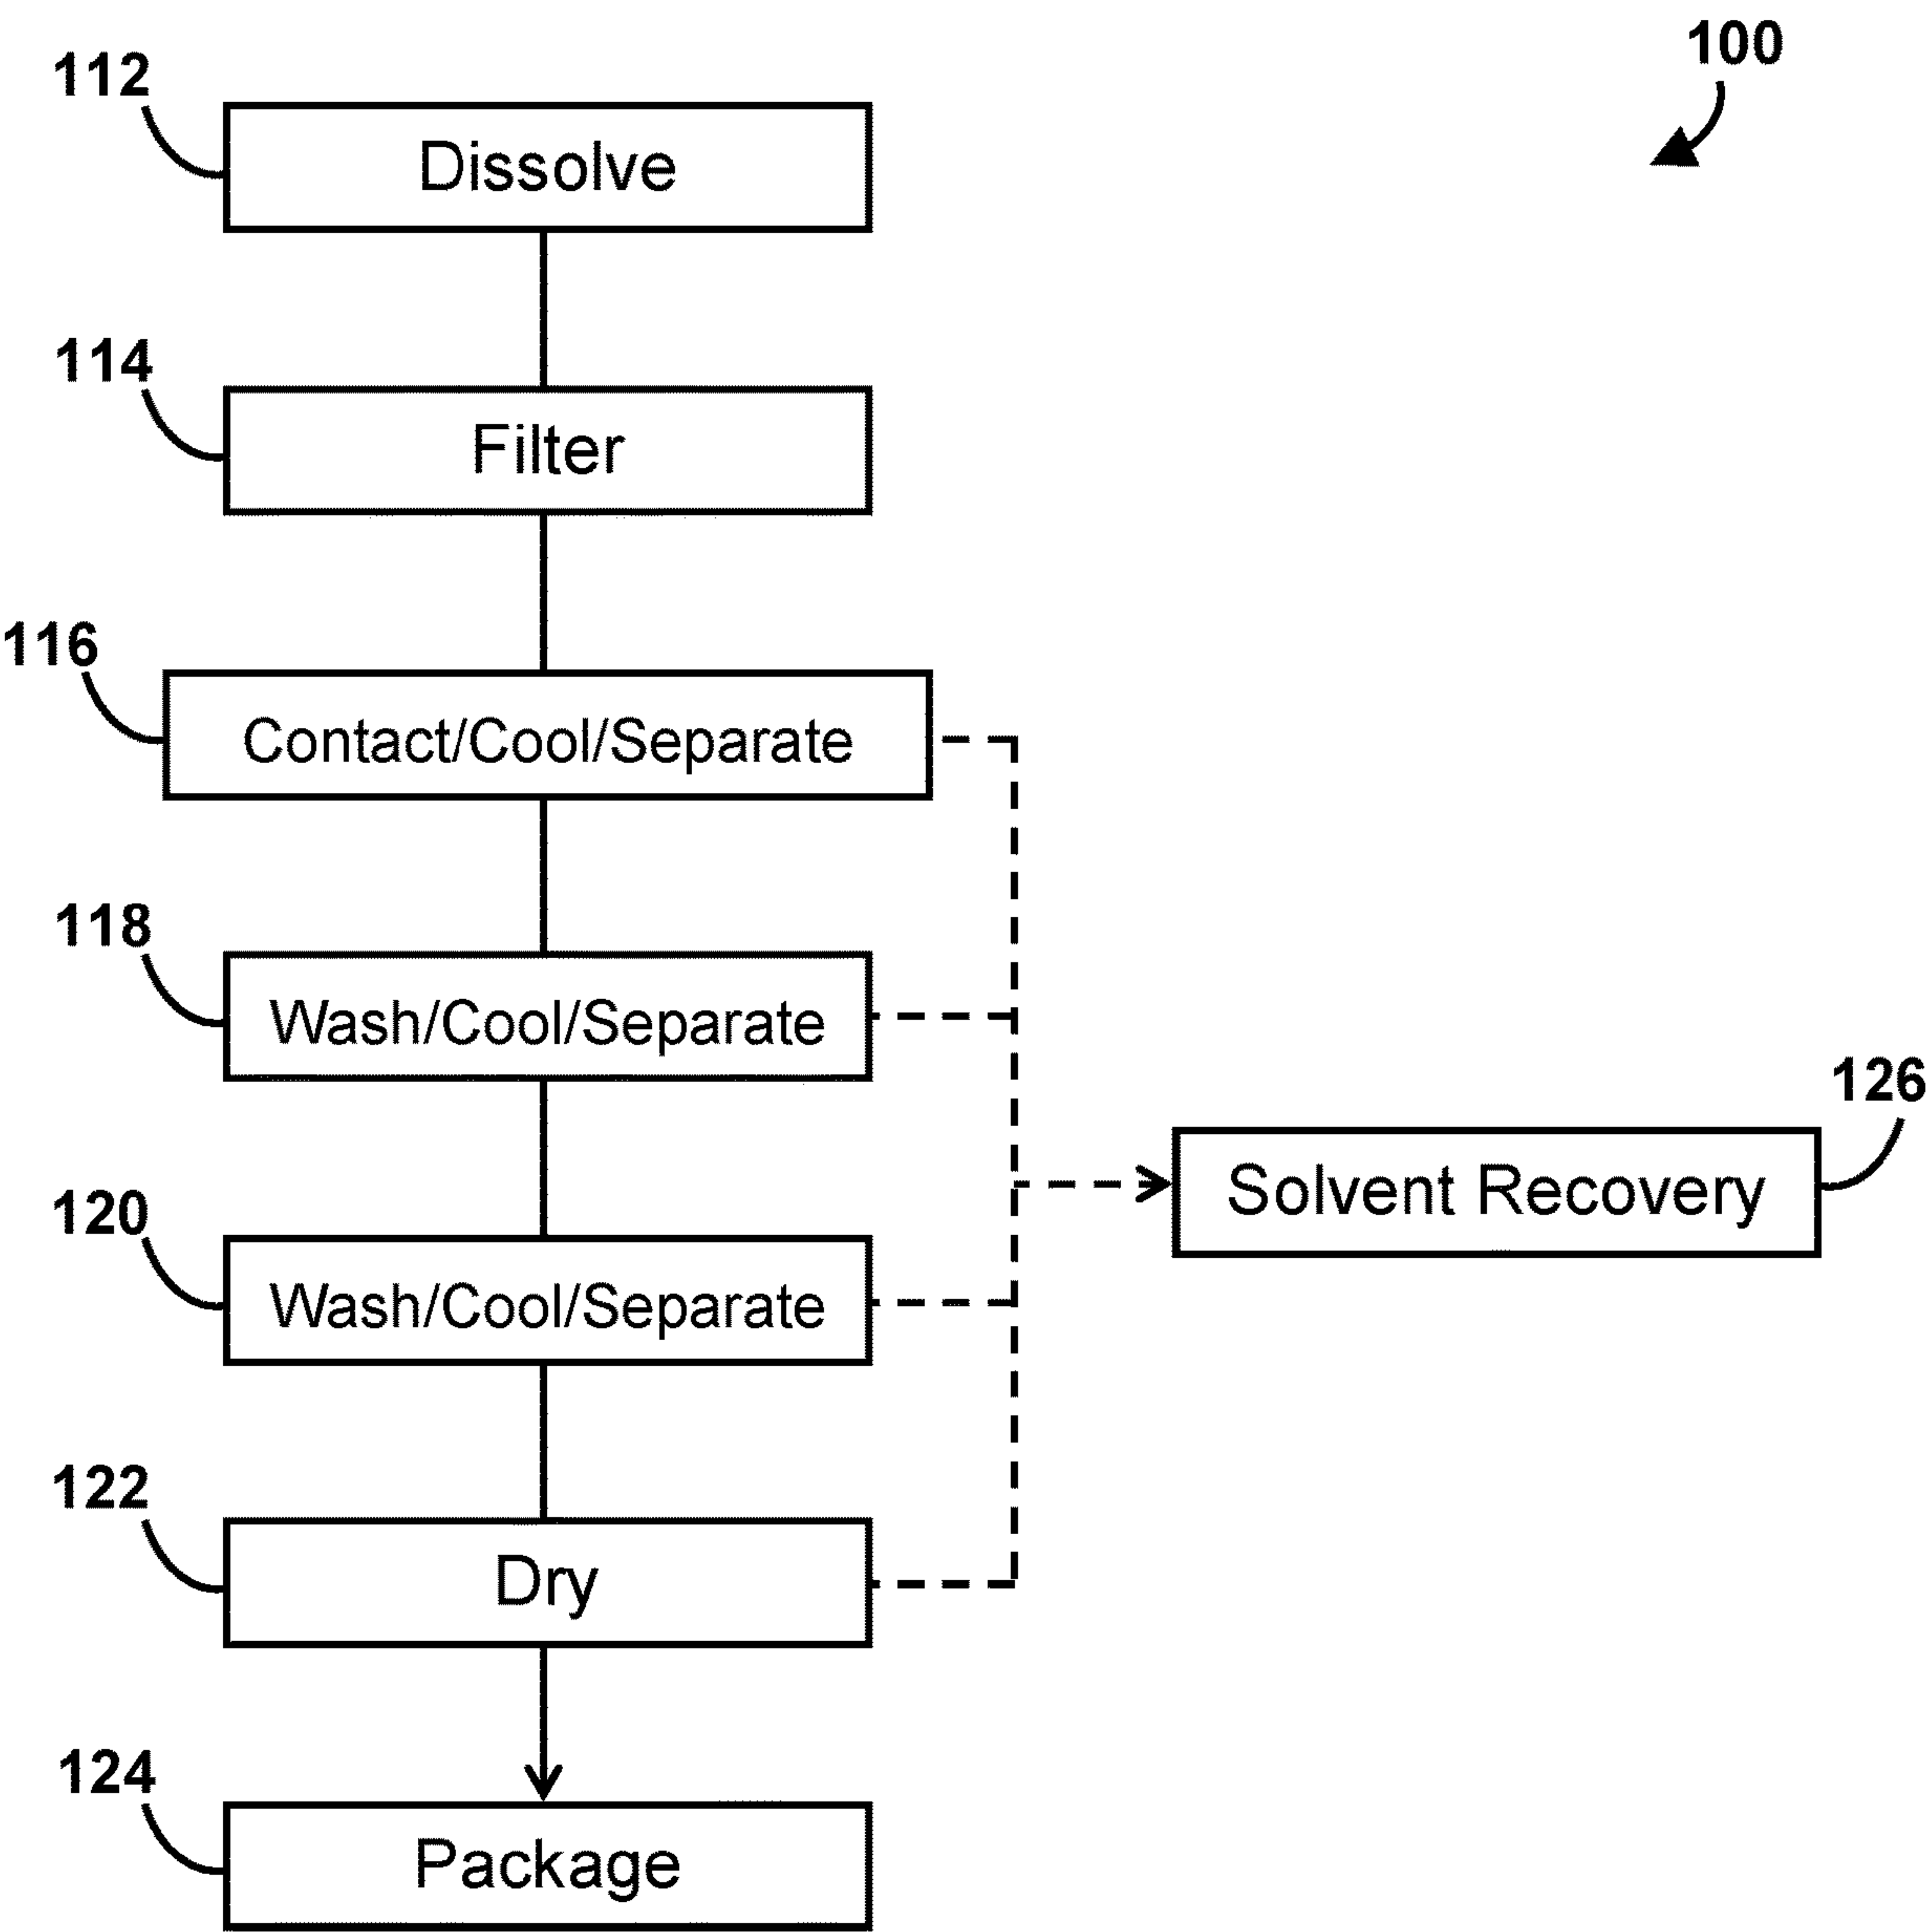 100
112
Dissolve
114
Filter
116
Contact/Cool/Separate
118
Wash/Cool/Separate
126
Solvent Recovery
120
Wash/Cool/Separate
122
Dry
124
Package